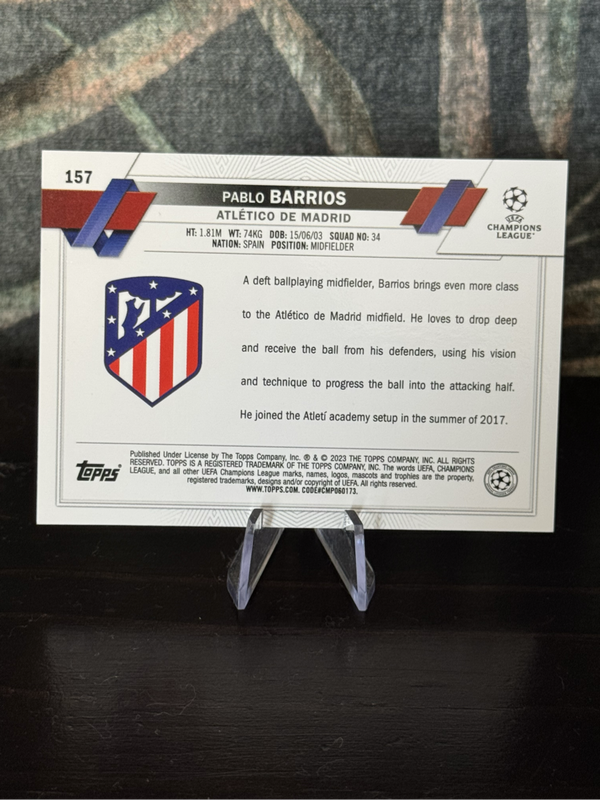 157
PABLO BARRIOS
ATLÉTICO DE MADRID
HT: 1.81M WT: 74KG DOB: 15/06/03 SQUAD NO: 34
NATION: SPAIN POSITION: MIDFIELDER
UEFA
CHAMPIONS
LEAGUE
A deft ballplaying midfielder, Barrios brings even more class
to the Atlético de Madrid midfield. He loves to drop deep
and receive the ball from his defenders, using his vision
and technique to progress the ball into the attacking half.
He joined the Atletí academy setup in the summer of 2017.
Topps®
Published Under License by The Topps Company, Inc. ® & © 2023 THE TOPPS COMPANY, INC. ALL RIGHTS
RESERVED. TOPPS IS A REGISTERED TRADEMARK OF THE TOPPS COMPANY, INC. The words UEFA, CHAMPIONS
LEAGUE, and all other UEFA Champions League marks, names, logos, mascots and trophies are the property,
registered trademarks, designs and/or copyright of UEFA. All rights reserved.
WWW.TOPPS.COM. CODE#CMP060173.